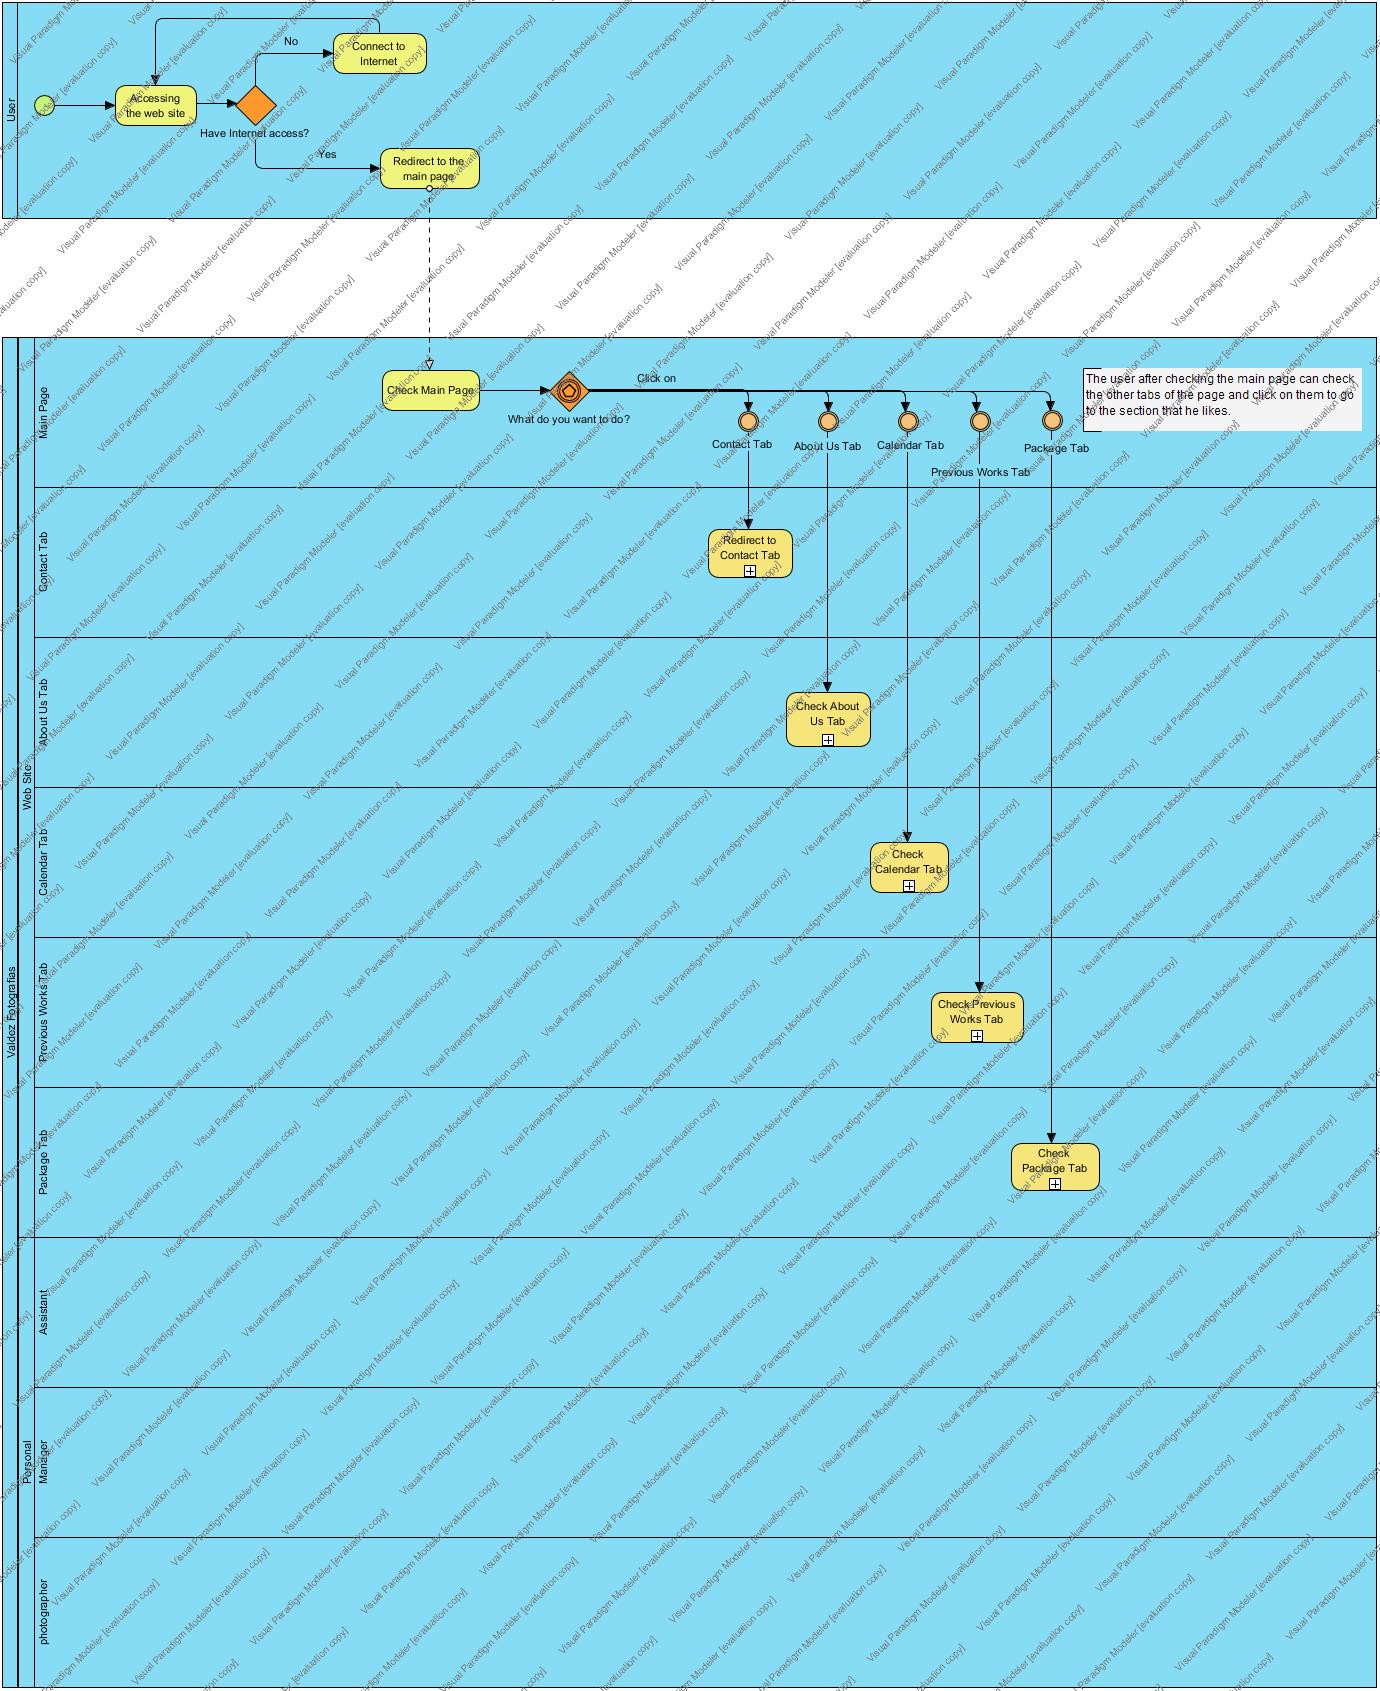 User
Accessing
the web site
No
Connect to
Internet
Have Internet access?
Yes
Redirect to the
main page
Valdez Fotografias
Web Site
Main Page
Check Main Page
What do you want to do?
Click on
Contact Tab
About Us Tab
Calendar Tab
Previous Works Tab
Package Tab
The user after checking the main page can check
the other tabs of the page and click on them to go
to the section that he likes.
Contact Tab
Redirect to
Contact Tab
About Us Tab
Check About
Us Tab
Calendar Tab
Check
Calendar Tab
Previous Works Tab
Check Previous
Works Tab
Package Tab
Check
Package Tab
Personal
Assistant
Manager
photographer
Visual Paradigm Modeler [evaluation copy]